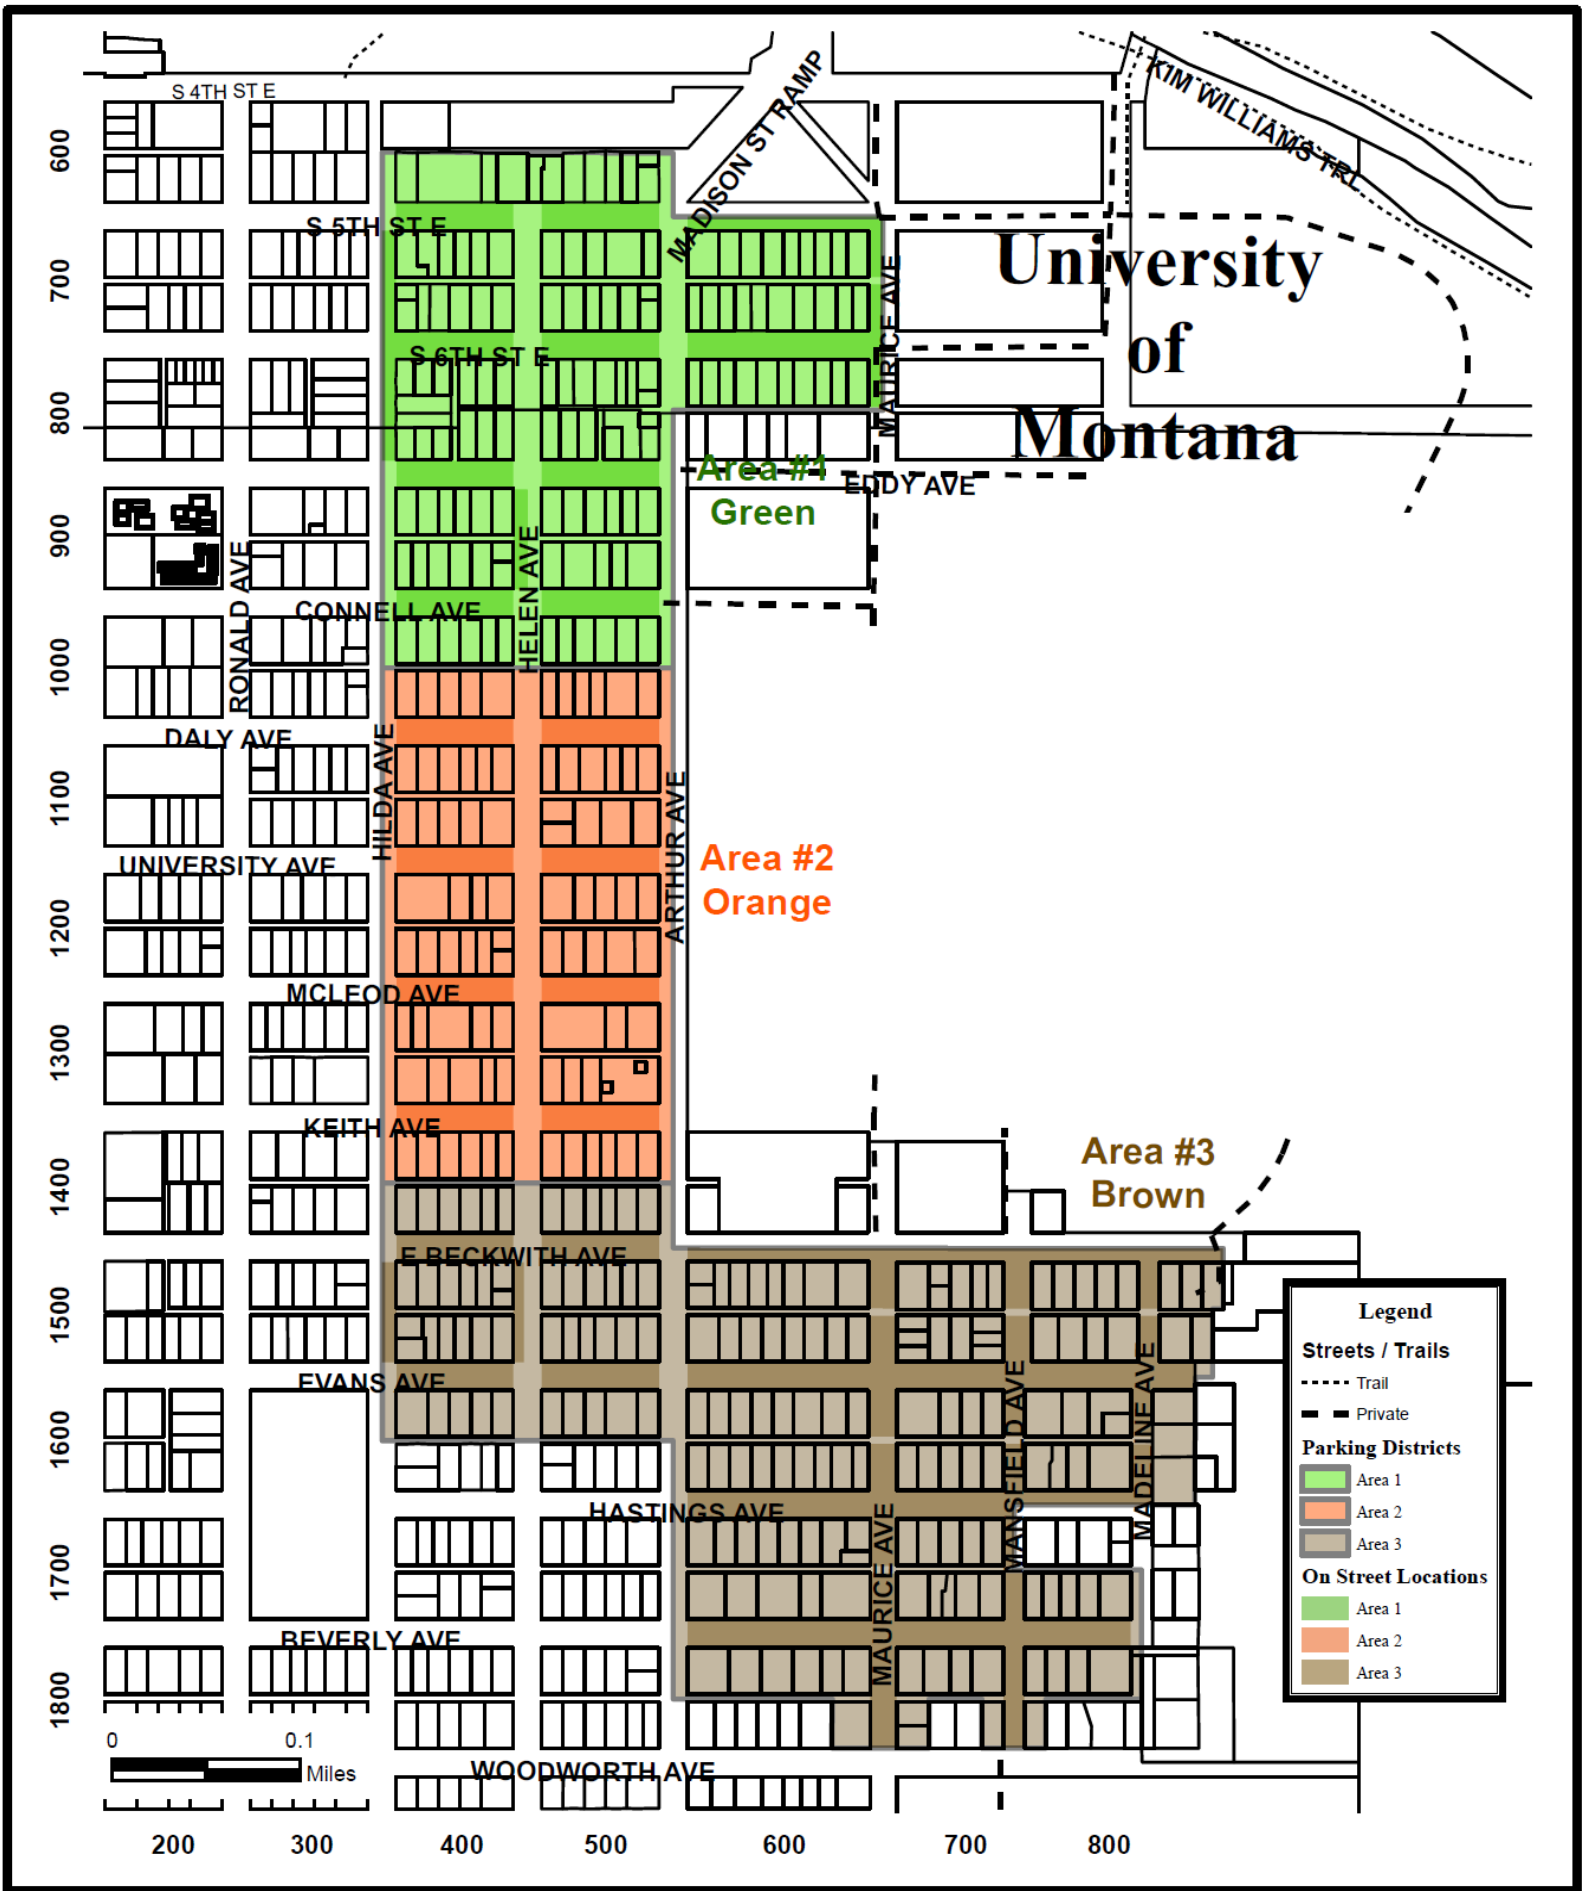 S 4TH ST E
MADISON ST RAMP
KIM WILLIAMS TRL
600
S 5TH ST E
700
MAURICE AVE
University
of
Montana
S 6TH ST E
800
Area #1
Green
EDDY AVE
900
RONALD AVE
HELEN AVE
CONNELL AVE
1000
DALY AVE
HILDA AVE
1100
ARTHUR AVE
UNIVERSITY AVE
Area #2
Orange
1200
MCLEOD AVE
1300
KEITH AVE
Area #3
Brown
1400
E BECKWITH AVE
1500
EVANS AVE
MANSFIELD AVE
MADELINE AVE
1600
HASTINGS AVE
MAURICE AVE
1700
BEVERLY AVE
1800
WOODWORTH AVE
0 0.1
Miles
200 300 400 500 600 700 800
Legend
Streets / Trails
Trail
Private
Parking Districts
Area 1
Area 2
Area 3
On Street Locations
Area 1
Area 2
Area 3